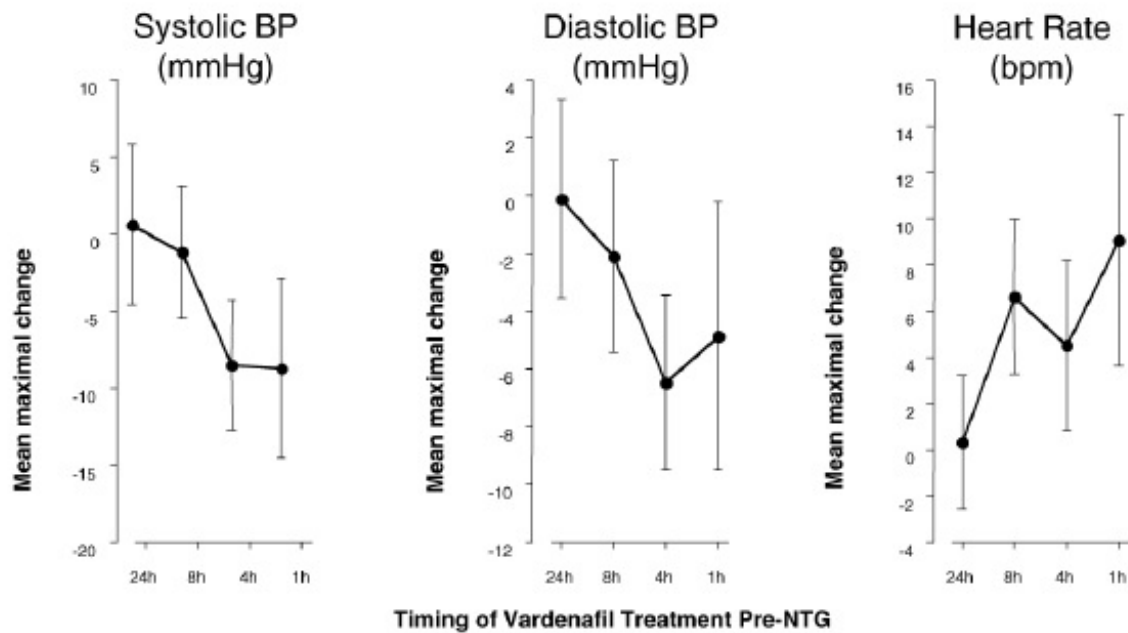 Systolic BP
(mmHg)
10
5
0
-5
-10
-15
-20
Mean maximal change
24h 8h 4h 1h
Diastolic BP
(mmHg)
4
2
0
-2
-4
-6
-8
-10
-12
Mean maximal change
24h 8h 4h 1h
Heart Rate
(bpm)
16
14
12
10
8
6
4
2
0
-2
-4
Mean maximal change
24h 8h 4h 1h
Timing of Vardenafil Treatment Pre-NTG